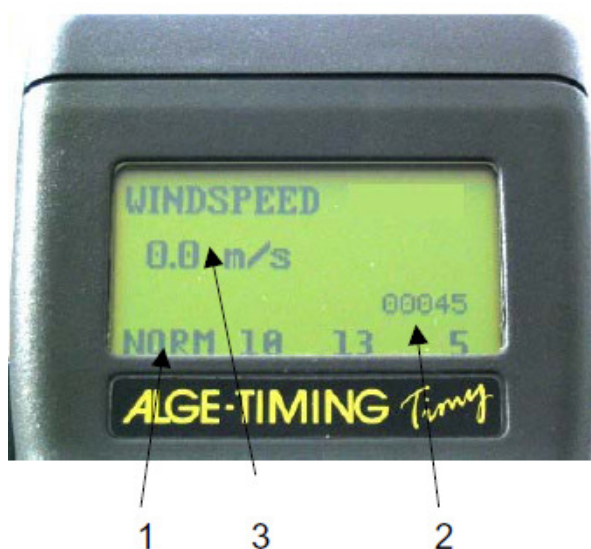 WINDSPEED
0.0 m/s
00045
NORM 10 13 5
ALGE-TIMING Timy
1 3 2